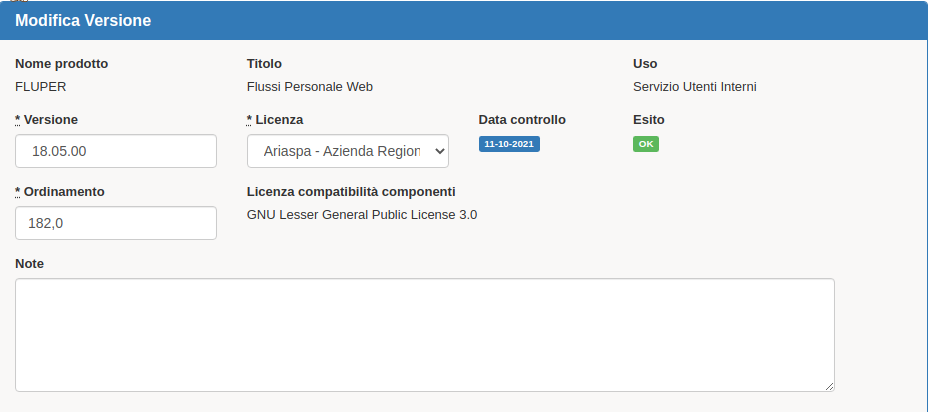 Modifica Versione
Nome prodotto
FLUPER
Titolo
Flussi Personale Web
Uso
Servizio Utenti Interni
* Versione
18.05.00
* Licenza
Ariaspa - Azienda Region
Data controllo
11-10-2021
Esito
OK
* Ordinamento
182,0
Licenza compatibilità componenti
GNU Lesser General Public License 3.0
Note